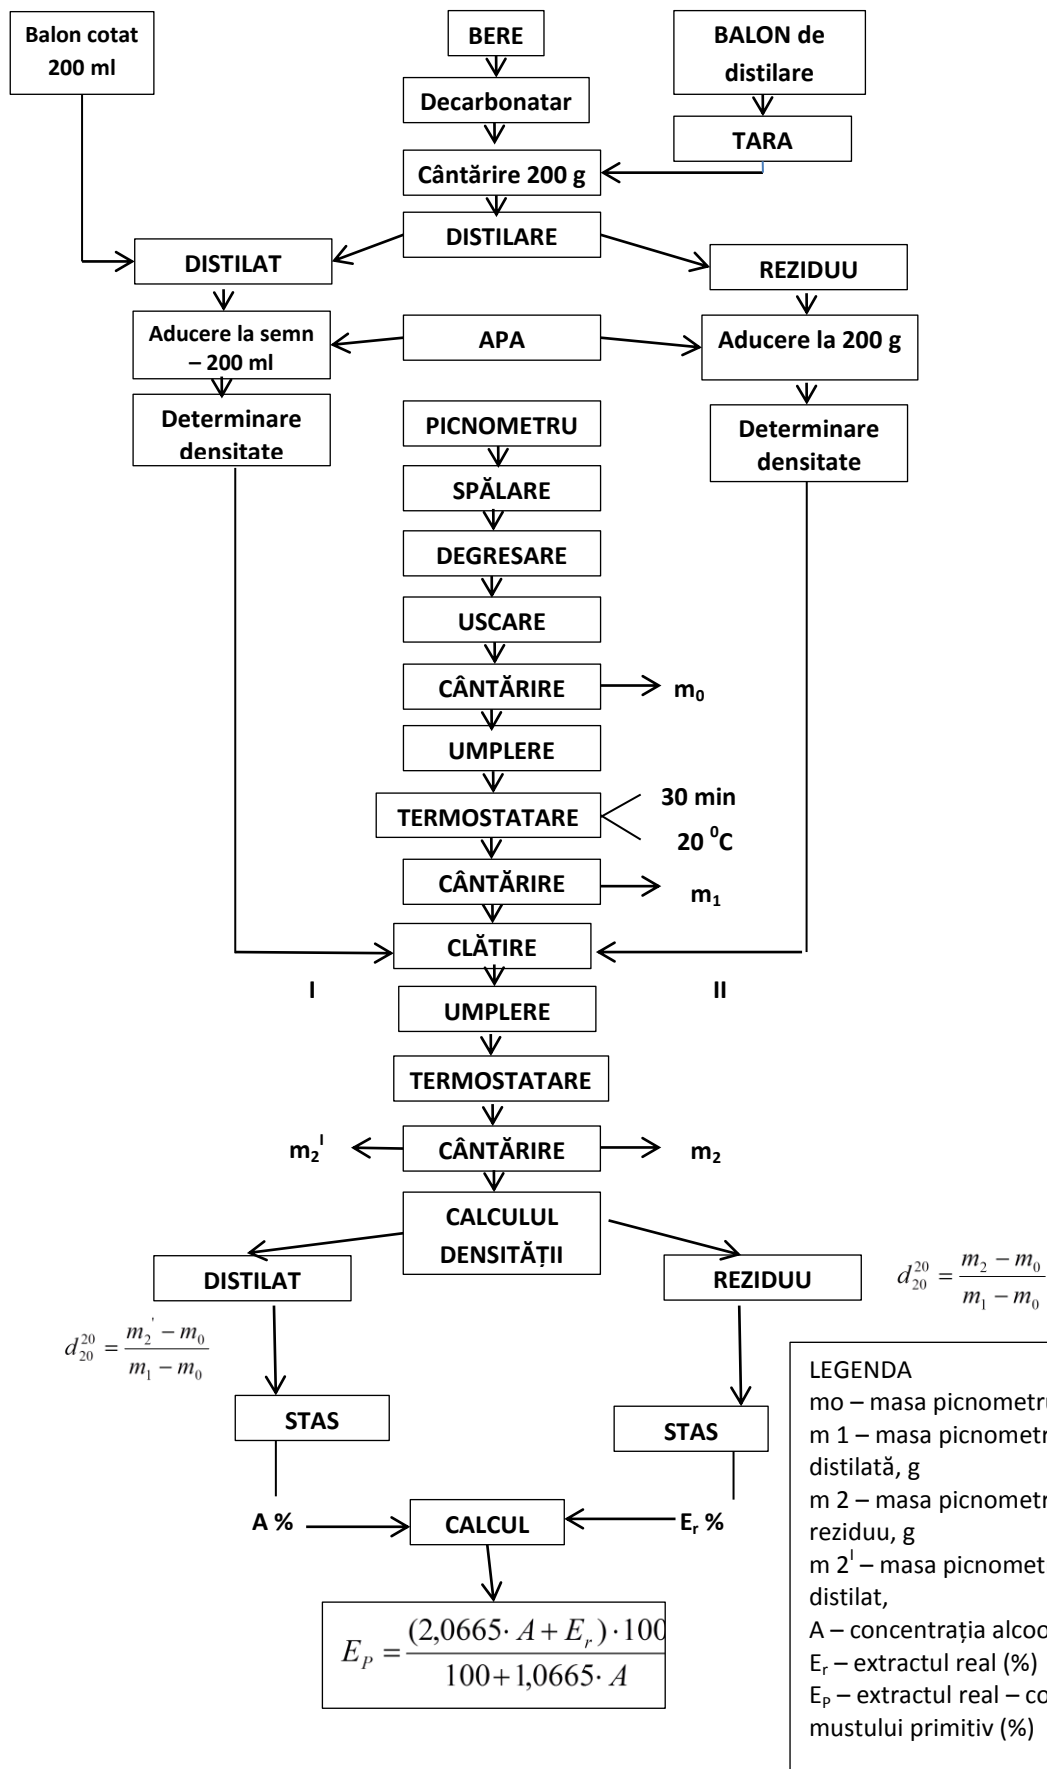 Balon cotat
200 ml
BERE
BALON de
distilare
Decarbonatar
TARA
Cântărire 200 g
DISTILARE
DISTILAT
REZIDUU
Aducere la semn
– 200 ml
APA
Aducere la 200 g
Determinare
densitate
PICNOMETRU
Determinare
densitate
SPĂLARE
DEGRESARE
USCARE
CÂNTĂRIRE
m₀
UMPLERE
TERMOSTATARE
30 min
20 ⁰C
CÂNTĂRIRE
m₁
CLĂTIRE
I
II
UMPLERE
TERMOSTATARE
m₂ᴵ
CÂNTĂRIRE
m₂
CALCULUL
DENSITĂȚII
DISTILAT
REZIDUU
d₂₀²⁰ = (m₂ − m₀) / (m₁ − m₀)
d₂₀²⁰ = (m₂' − m₀) / (m₁ − m₀)
STAS
STAS
A %
CALCUL
Eᵣ %
E_P = (2,0665· A + E_r ) ·100 / (100 + 1,0665· A)
LEGENDA
mo – masa picnometru
m 1 – masa picnometr
distilată, g
m 2 – masa picnometr
reziduu, g
m 2ᴵ – masa picnomet
distilat,
A – concentrația alcoo
Eᵣ – extractul real (%)
E_P – extractul real – co
mustului primitiv (%)